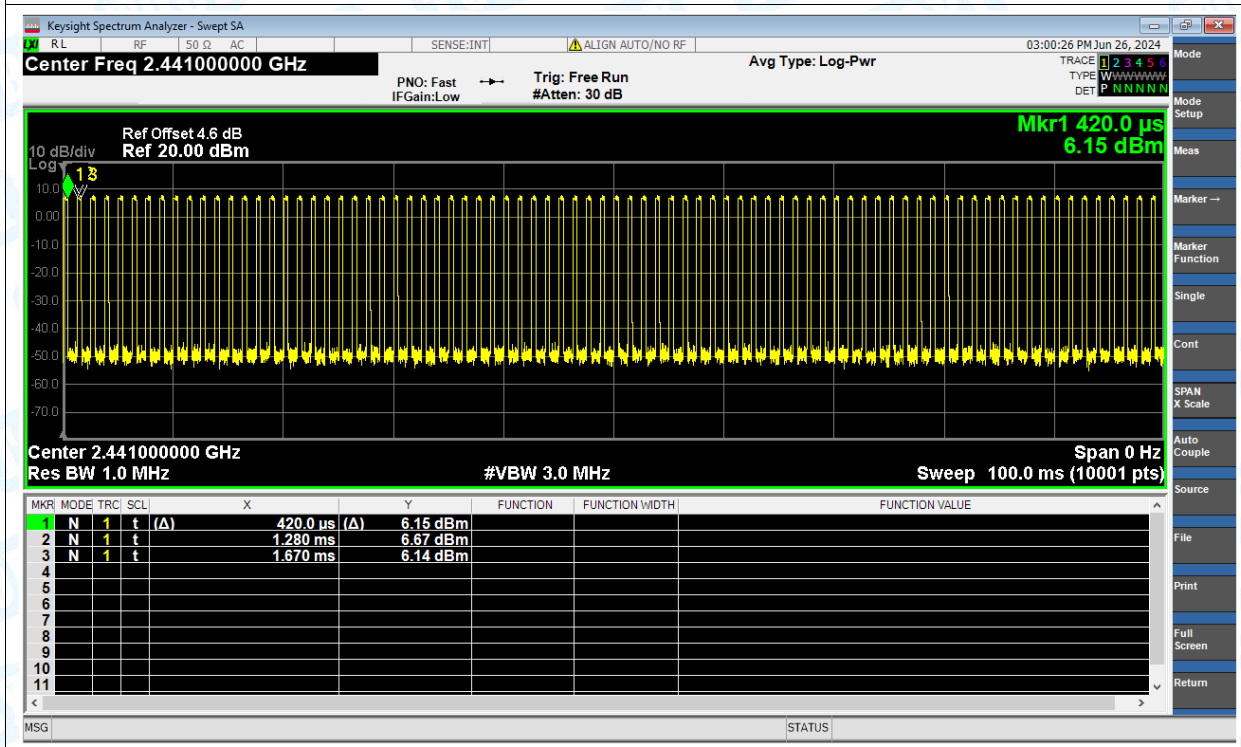 Keysight Spectrum Analyzer - Swept SA
LXI RL RF 50 Ω AC SENSE:INT ALIGN AUTO/NO RF 03:00:26 PM Jun 26, 2024
Center Freq 2.441000000 GHz Avg Type: Log-Pwr TRACE 1 2 3 4 5 6
PNO: Fast Trig: Free Run TYPE WWWWWW
IFGain:Low #Atten: 30 dB DET P N N N N N
Ref Offset 4.6 dB Mkr1 420.0 µs
10 dB/div Ref 20.00 dBm 6.15 dBm
Log
1 3
10.0
0.00
-10.0
-20.0
-30.0
-40.0
-50.0
-60.0
-70.0
Center 2.441000000 GHz Span 0 Hz
Res BW 1.0 MHz #VBW 3.0 MHz Sweep 100.0 ms (10001 pts)
MKR MODE TRC SCL X Y FUNCTION FUNCTION WIDTH FUNCTION VALUE
1 N 1 t (Δ) 420.0 µs (Δ) 6.15 dBm
2 N 1 t 1.280 ms 6.67 dBm
3 N 1 t 1.670 ms 6.14 dBm
4
5
6
7
8
9
10
11
MSG STATUS
Mode
Mode
Setup
Meas
Marker →
Marker
Function
Single
Cont
SPAN
X Scale
Auto
Couple
Source
File
Print
Full
Screen
Return